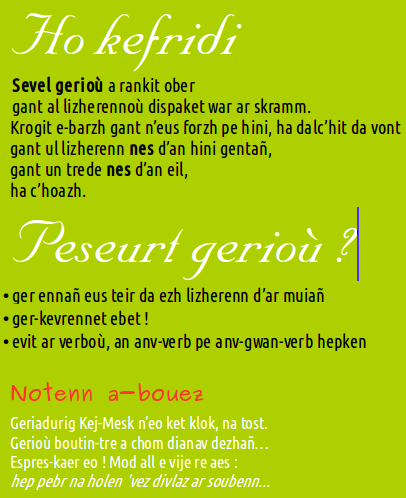 Ho kefridi
Sevel gerioù a rankit ober
gant al lizherennoù dispaket war ar skramm.
Krogit e-barzh gant n'eus forzh pe hini, ha dalc'hit da vont
gant ul lizherenn nes d'an hini gentañ,
gant un trede nes d'an eil,
ha c'hoazh.
Peseurt gerioù ?
• ger ennañ eus teir da ezh lizherenn d'ar muiañ
• ger-kevrennet ebet !
• evit ar verboù, an anv-verb pe anv-gwan-verb hepken
Notenn a-bouez
Geriadurig Kej-Mesk n'eo ket klok, na tost.
Gerioù boutin-tre a chom dianav dezhañ...
Espres-kaer eo ! Mod all e vije re aes :
hep pebr na holen 'vez divlaz ar soubenn...